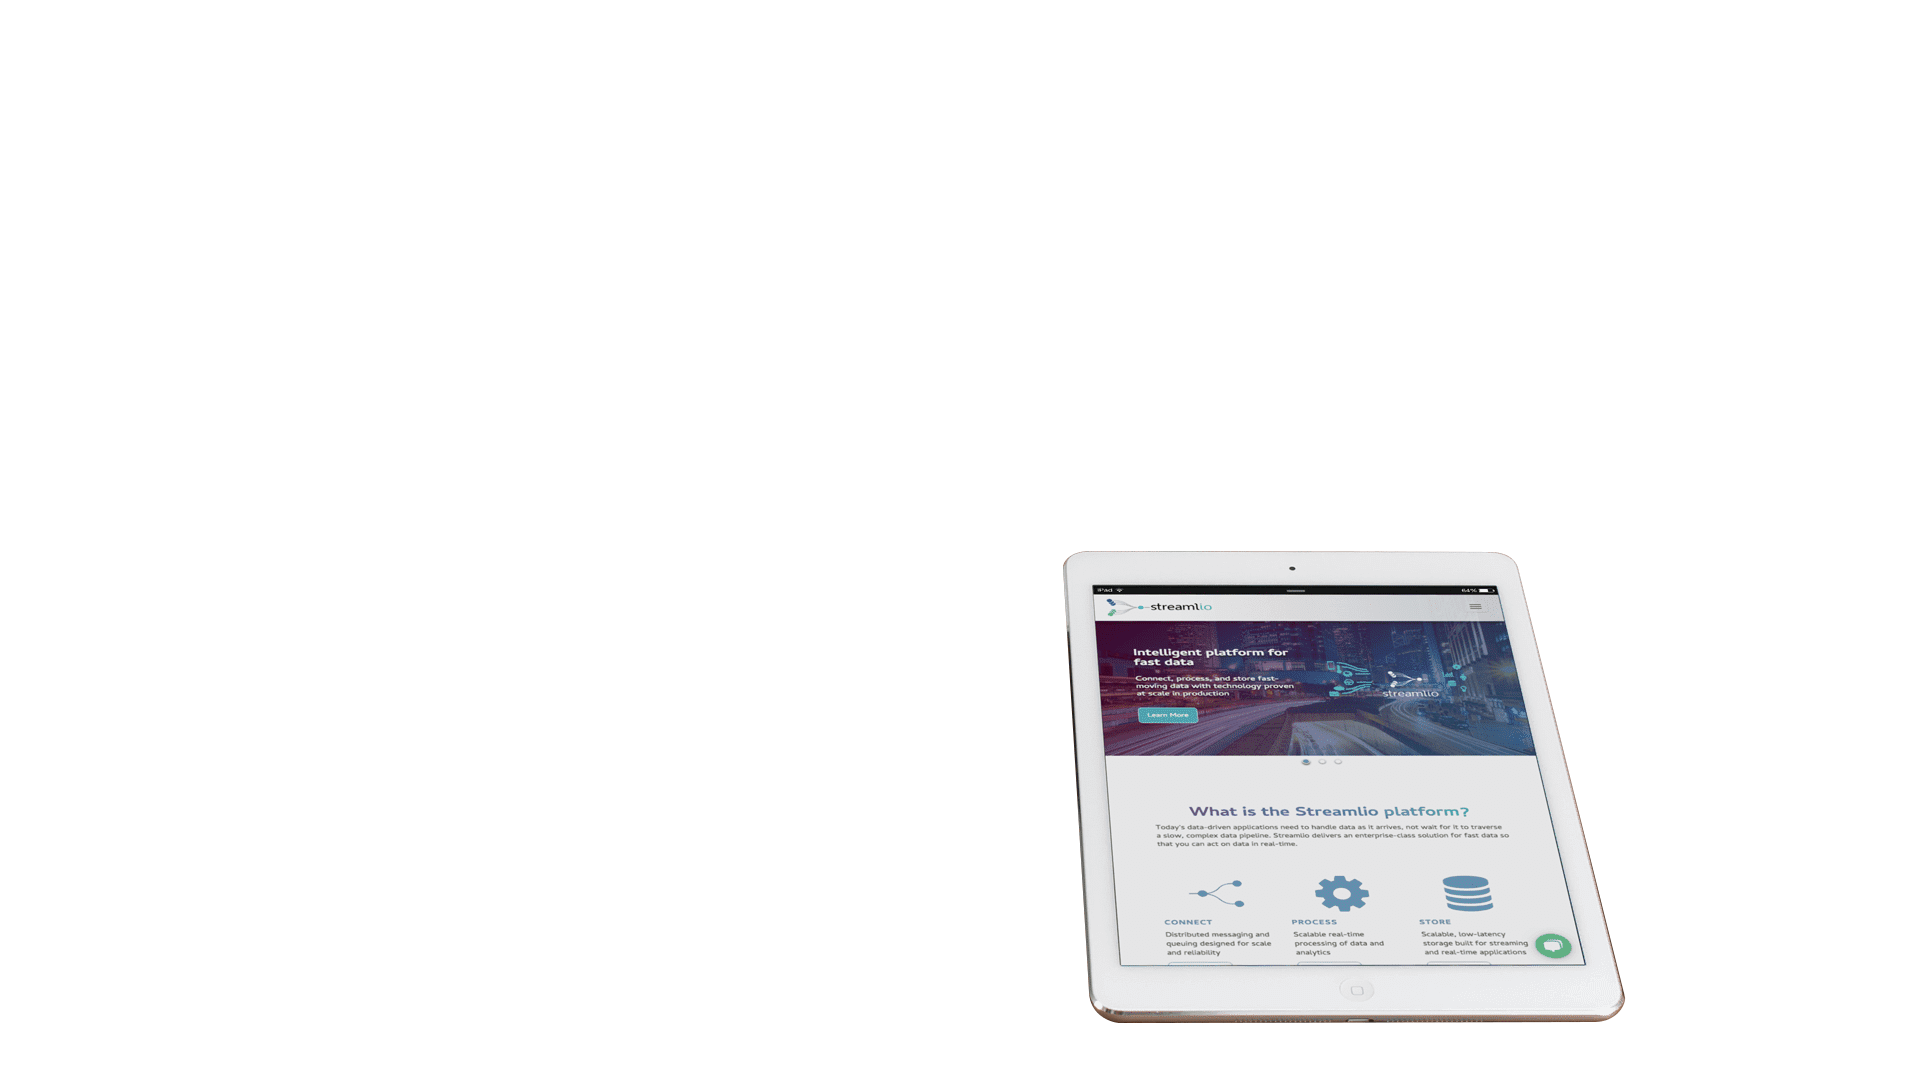 iPad 64%
streamlio
Intelligent platform for
fast data
Connect, process, and store fast-
moving data with technology proven
at scale in production
streamlio
Learn More
What is the Streamlio platform?
Today's data-driven applications need to handle data as it arrives, not wait for it to traverse
a slow, complex data pipeline. Streamlio delivers an enterprise-class solution for fast data so
that you can act on data in real-time.
CONNECT
Distributed messaging and
queuing designed for scale
and reliability
PROCESS
Scalable real-time
processing of data and
analytics
STORE
Scalable, low-latency
storage built for streaming
and real-time applications